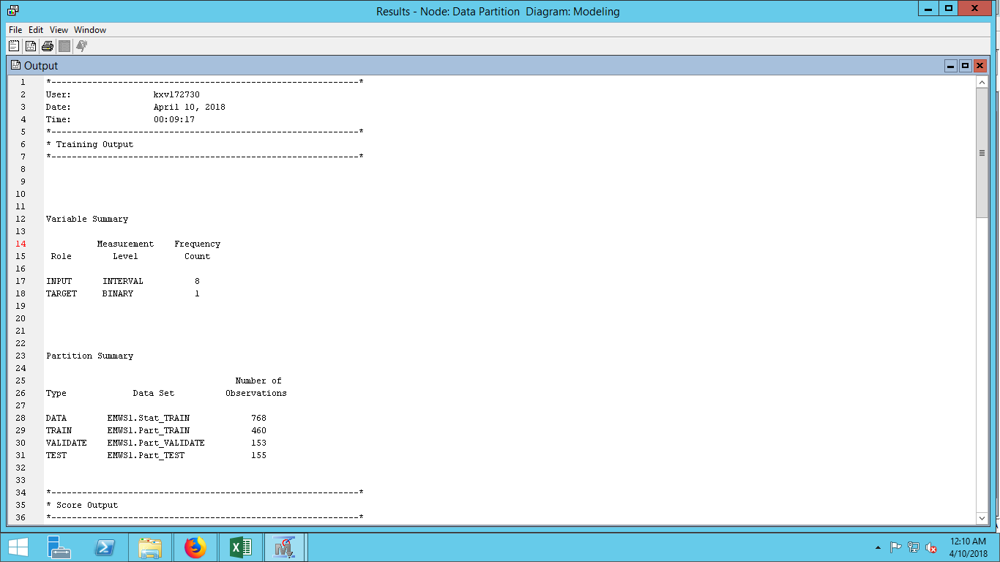 Results - Node: Data Partition  Diagram: Modeling
File Edit View Window
Output
1 *------------------------------------------------------------*
2 User:                kxv172730
3 Date:                April 10, 2018
4 Time:                00:09:17
5 *------------------------------------------------------------*
6 * Training Output
7 *------------------------------------------------------------*
8
9
10
11
12 Variable Summary
13
14           Measurement    Frequency
15  Role        Level         Count
16
17 INPUT      INTERVAL          8
18 TARGET     BINARY            1
19
20
21
22
23 Partition Summary
24
25                                      Number of
26 Type             Data Set          Observations
27
28 DATA        EMWS1.Stat_TRAIN            768
29 TRAIN       EMWS1.Part_TRAIN            460
30 VALIDATE    EMWS1.Part_VALIDATE         153
31 TEST        EMWS1.Part_TEST             155
32
33
34 *------------------------------------------------------------*
35 * Score Output
36 *------------------------------------------------------------*
12:10 AM
4/10/2018